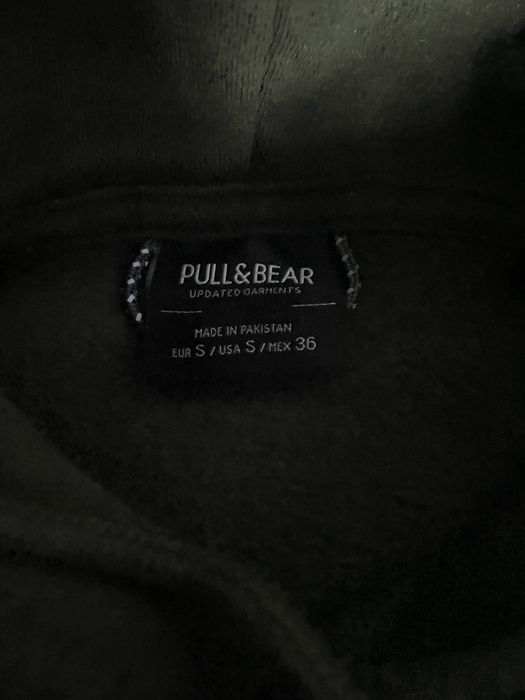 PULL&BEAR
UPDATED GARMENTS
MADE IN PAKISTAN
EUR S / USA S / MEX 36